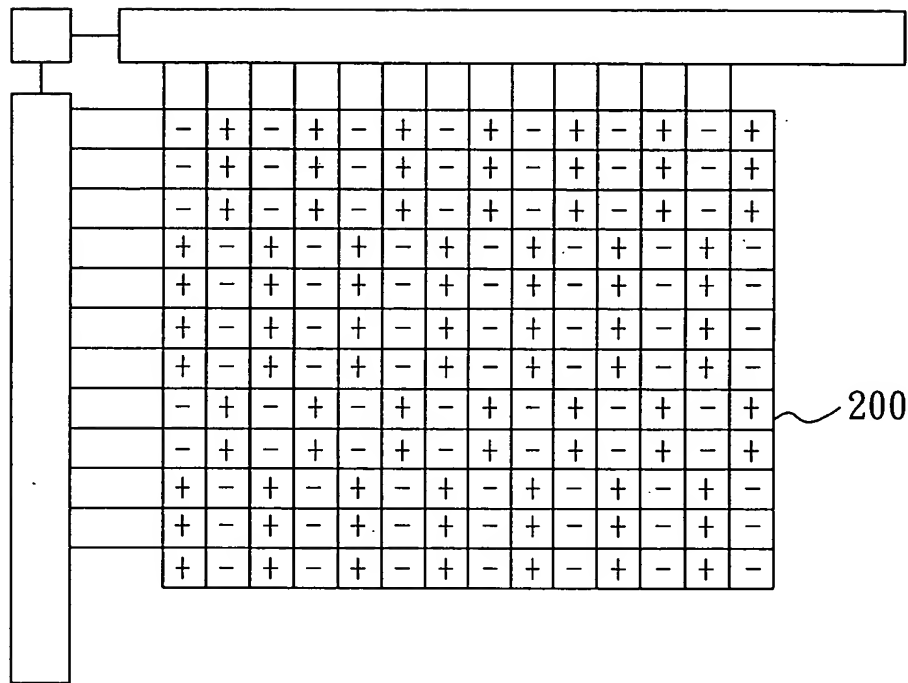 − + − + − + − + − + − + − +
− + − + − + − + − + − + − +
− + − + − + − + − + − + − +
+ − + − + − + − + − + − + −
+ − + − + − + − + − + − + −
+ − + − + − + − + − + − + −
+ − + − + − + − + − + − + −
− + − + − + − + − + − + − +
200
− + − + − + − + − + − + − +
+ − + − + − + − + − + − + −
+ − + − + − + − + − + − + −
+ − + − + − + − + − + − + −